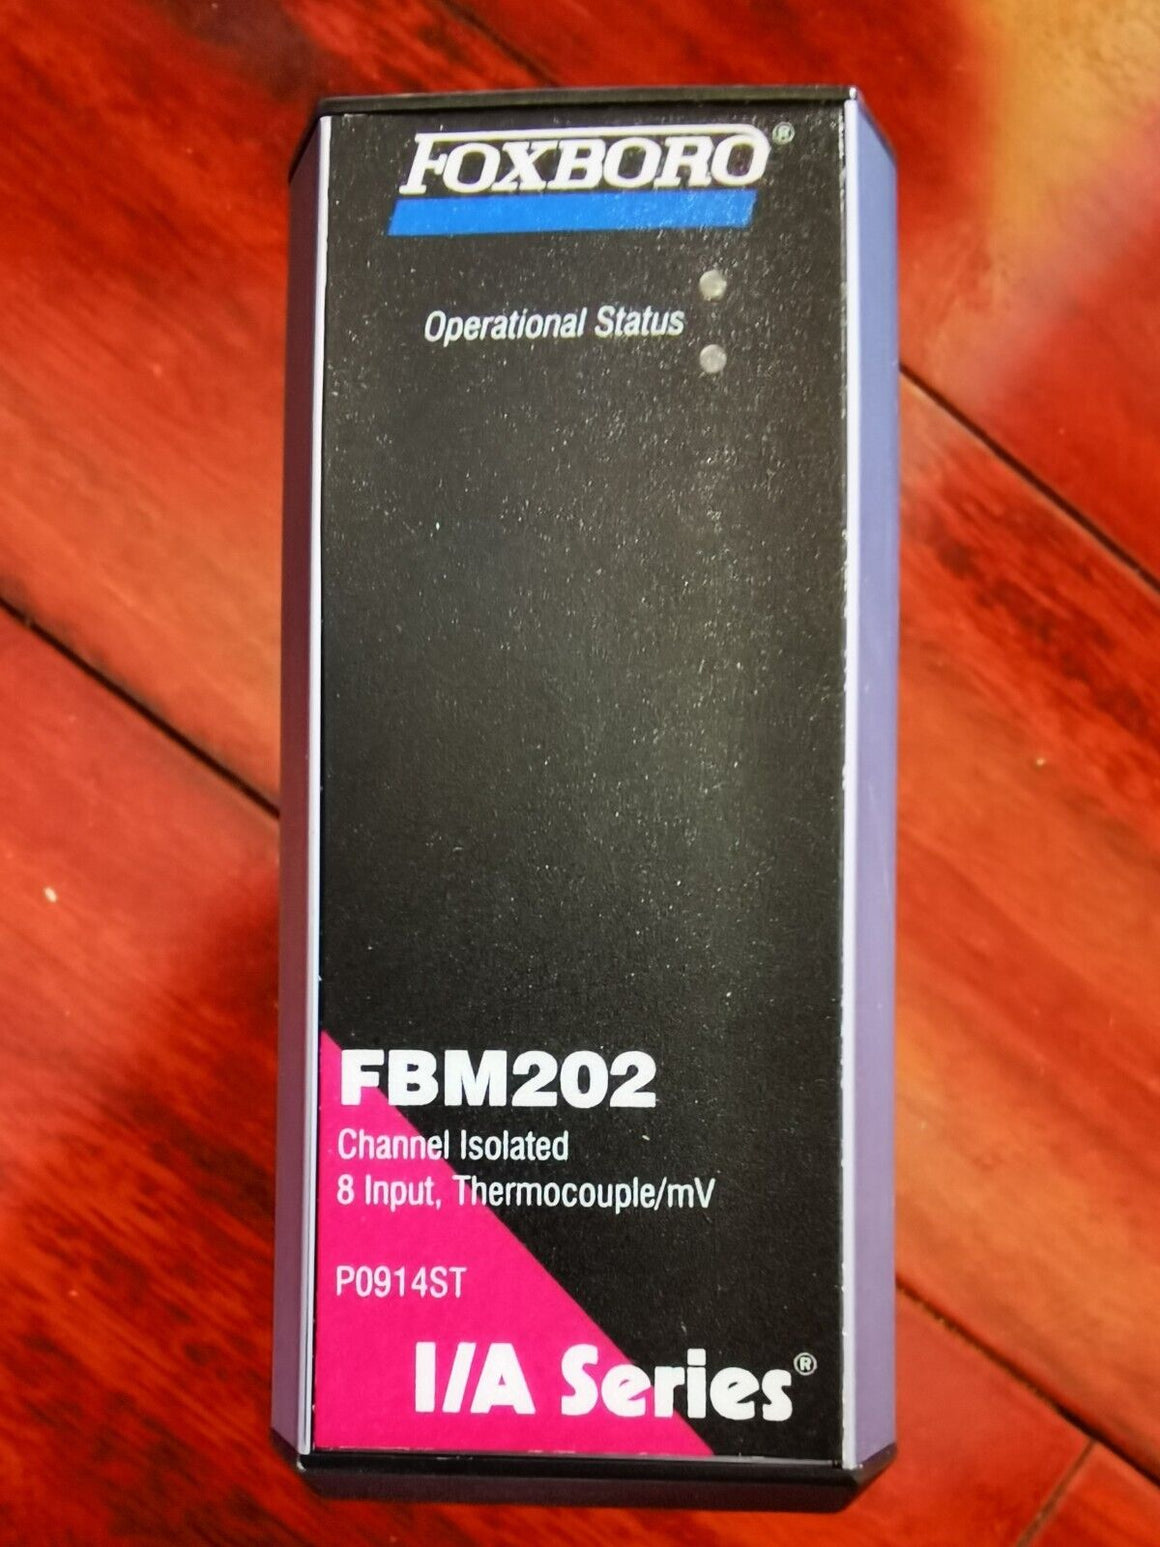 FOXBORO®
Operational Status
FBM202
Channel Isolated
8 Input, Thermocouple/mV
P0914ST
I/A Series®